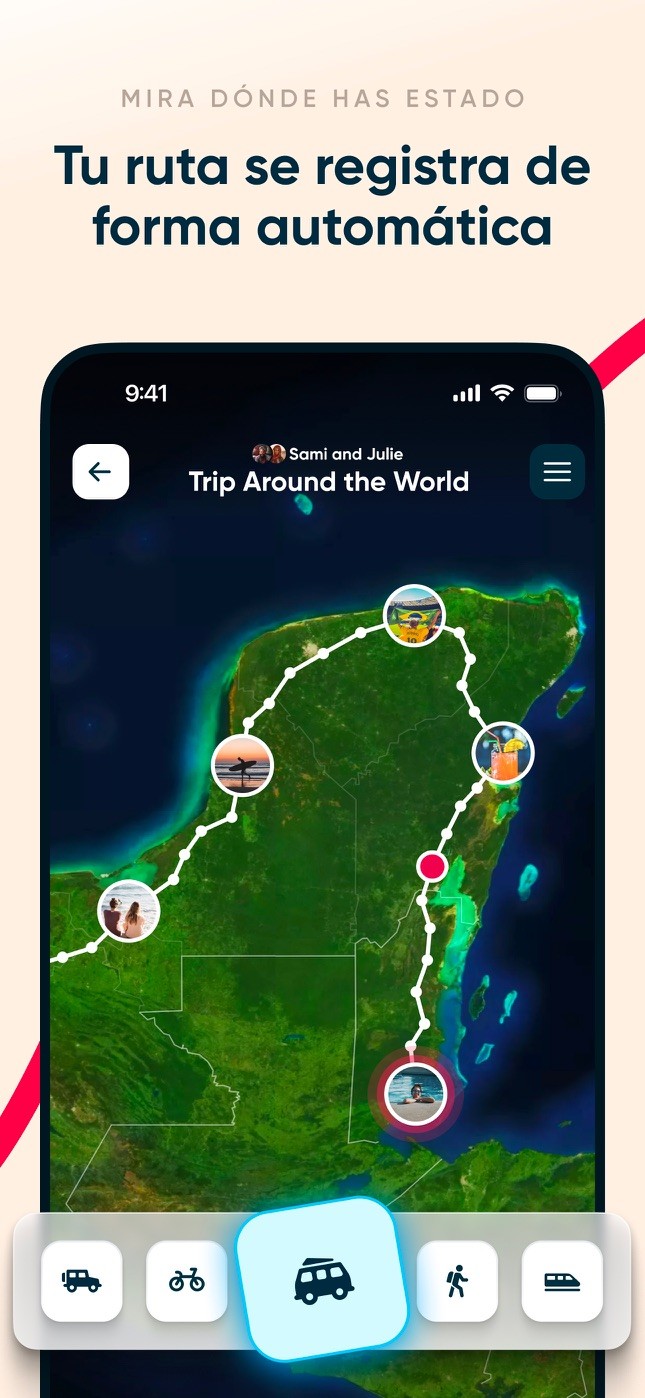 MIRA DÓNDE HAS ESTADO
Tu ruta se registra de
forma automática
9:41
Sami and Julie
Trip Around the World